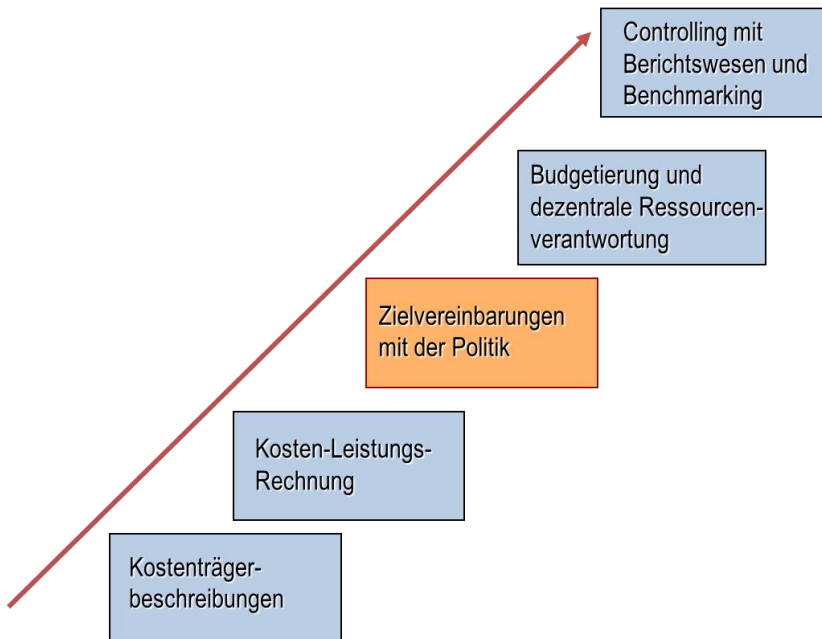 Controlling mit
Berichtswesen und
Benchmarking
Budgetierung und
dezentrale Ressourcen-
verantwortung
Zielvereinbarungen
mit der Politik
Kosten-Leistungs-
Rechnung
Kostenträger-
beschreibungen